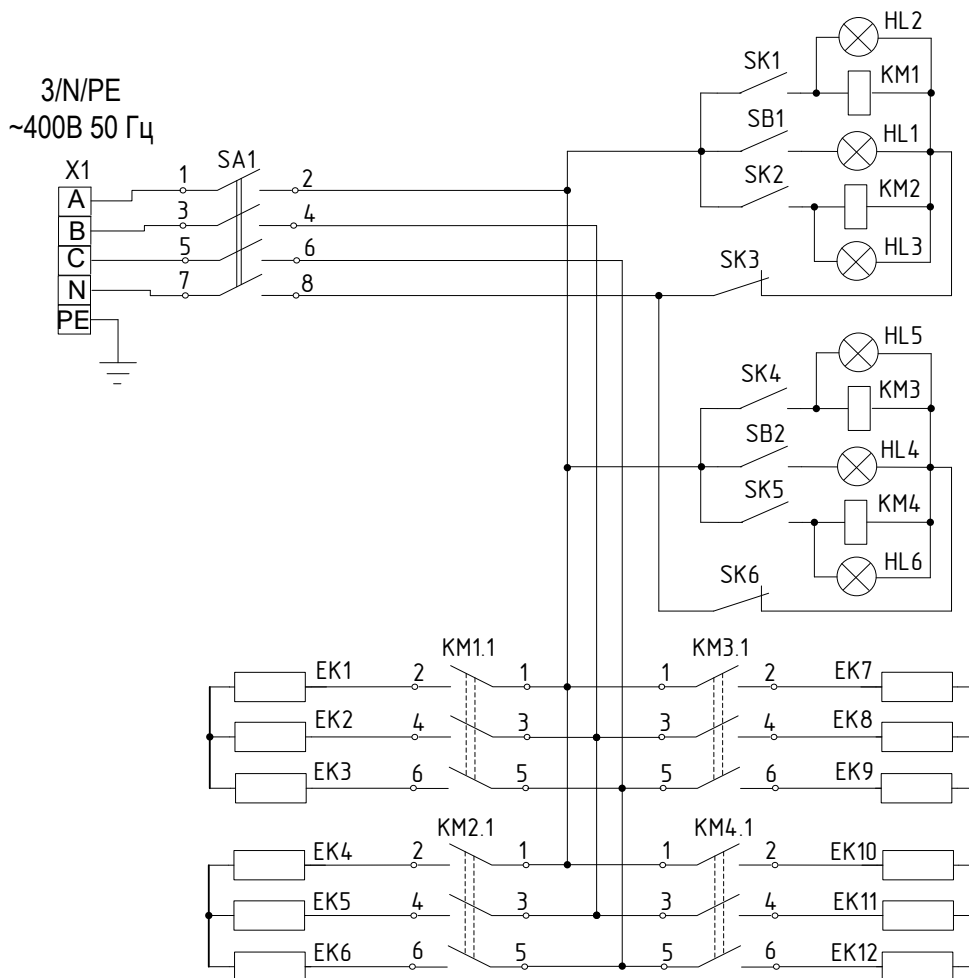 3/N/PE
~400В 50 Гц
X1
A
B
C
N
PE
SA1
1 2
3 4
5 6
7 8
HL2
SK1 KM1
SB1 HL1
SK2 KM2
HL3
SK3
HL5
SK4 KM3
SB2 HL4
SK5 KM4
HL6
SK6
KM1.1 KM3.1
EK1 2 1 1 2 EK7
EK2 4 3 3 4 EK8
EK3 6 5 5 6 EK9
KM2.1 KM4.1
EK4 2 1 1 2 EK10
EK5 4 3 3 4 EK11
EK6 6 5 5 6 EK12